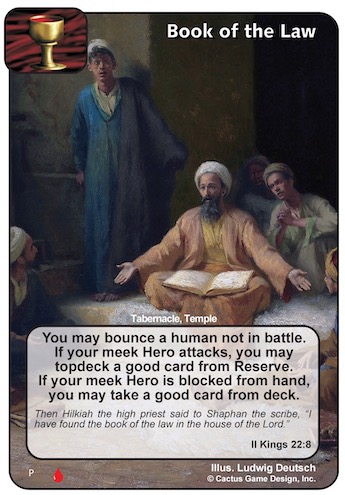 Book of the Law
Tabernacle, Temple
You may bounce a human not in battle.
If your meek Hero attacks, you may
topdeck a good card from Reserve.
If your meek Hero is blocked from hand,
you may take a good card from deck.
Then Hilkiah the high priest said to Shaphan the scribe, "I
have found the book of the law in the house of the Lord."
II Kings 22:8
P
Illus. Ludwig Deutsch
© Cactus Game Design, Inc.